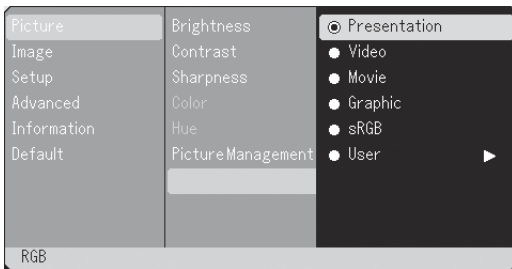 Picture
Image
Setup
Advanced
Information
Default
Brightness
Contrast
Sharpness
Color
Hue
Picture Management
Presentation
Video
Movie
Graphic
sRGB
User
RGB